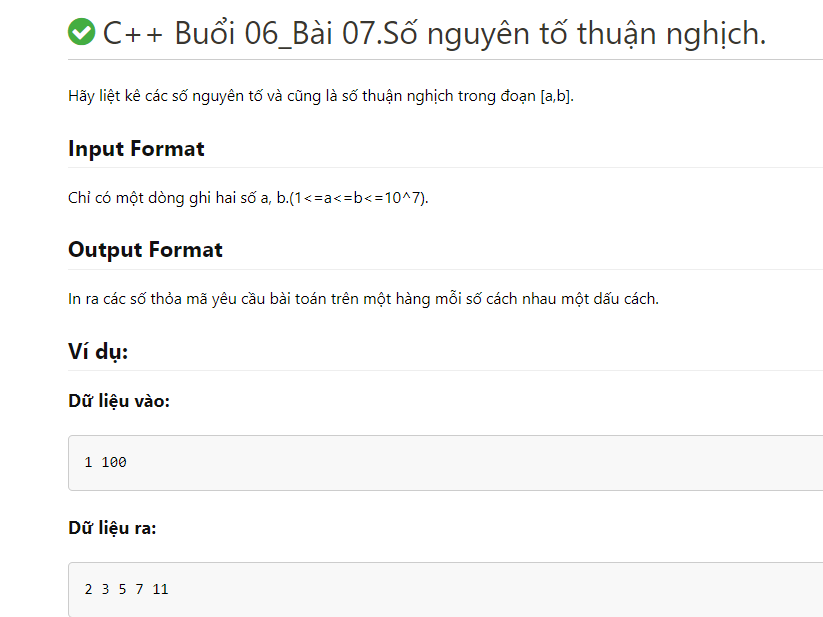 C++ Buổi 06_Bài 07.Số nguyên tố thuận nghịch.
Hãy liệt kê các số nguyên tố và cũng là số thuận nghịch trong đoạn [a,b].
Input Format
Chỉ có một dòng ghi hai số a, b.(1<=a<=b<=10^7).
Output Format
In ra các số thỏa mã yêu cầu bài toán trên một hàng mỗi số cách nhau một dấu cách.
Ví dụ:
Dữ liệu vào:
1 100
Dữ liệu ra:
2 3 5 7 11